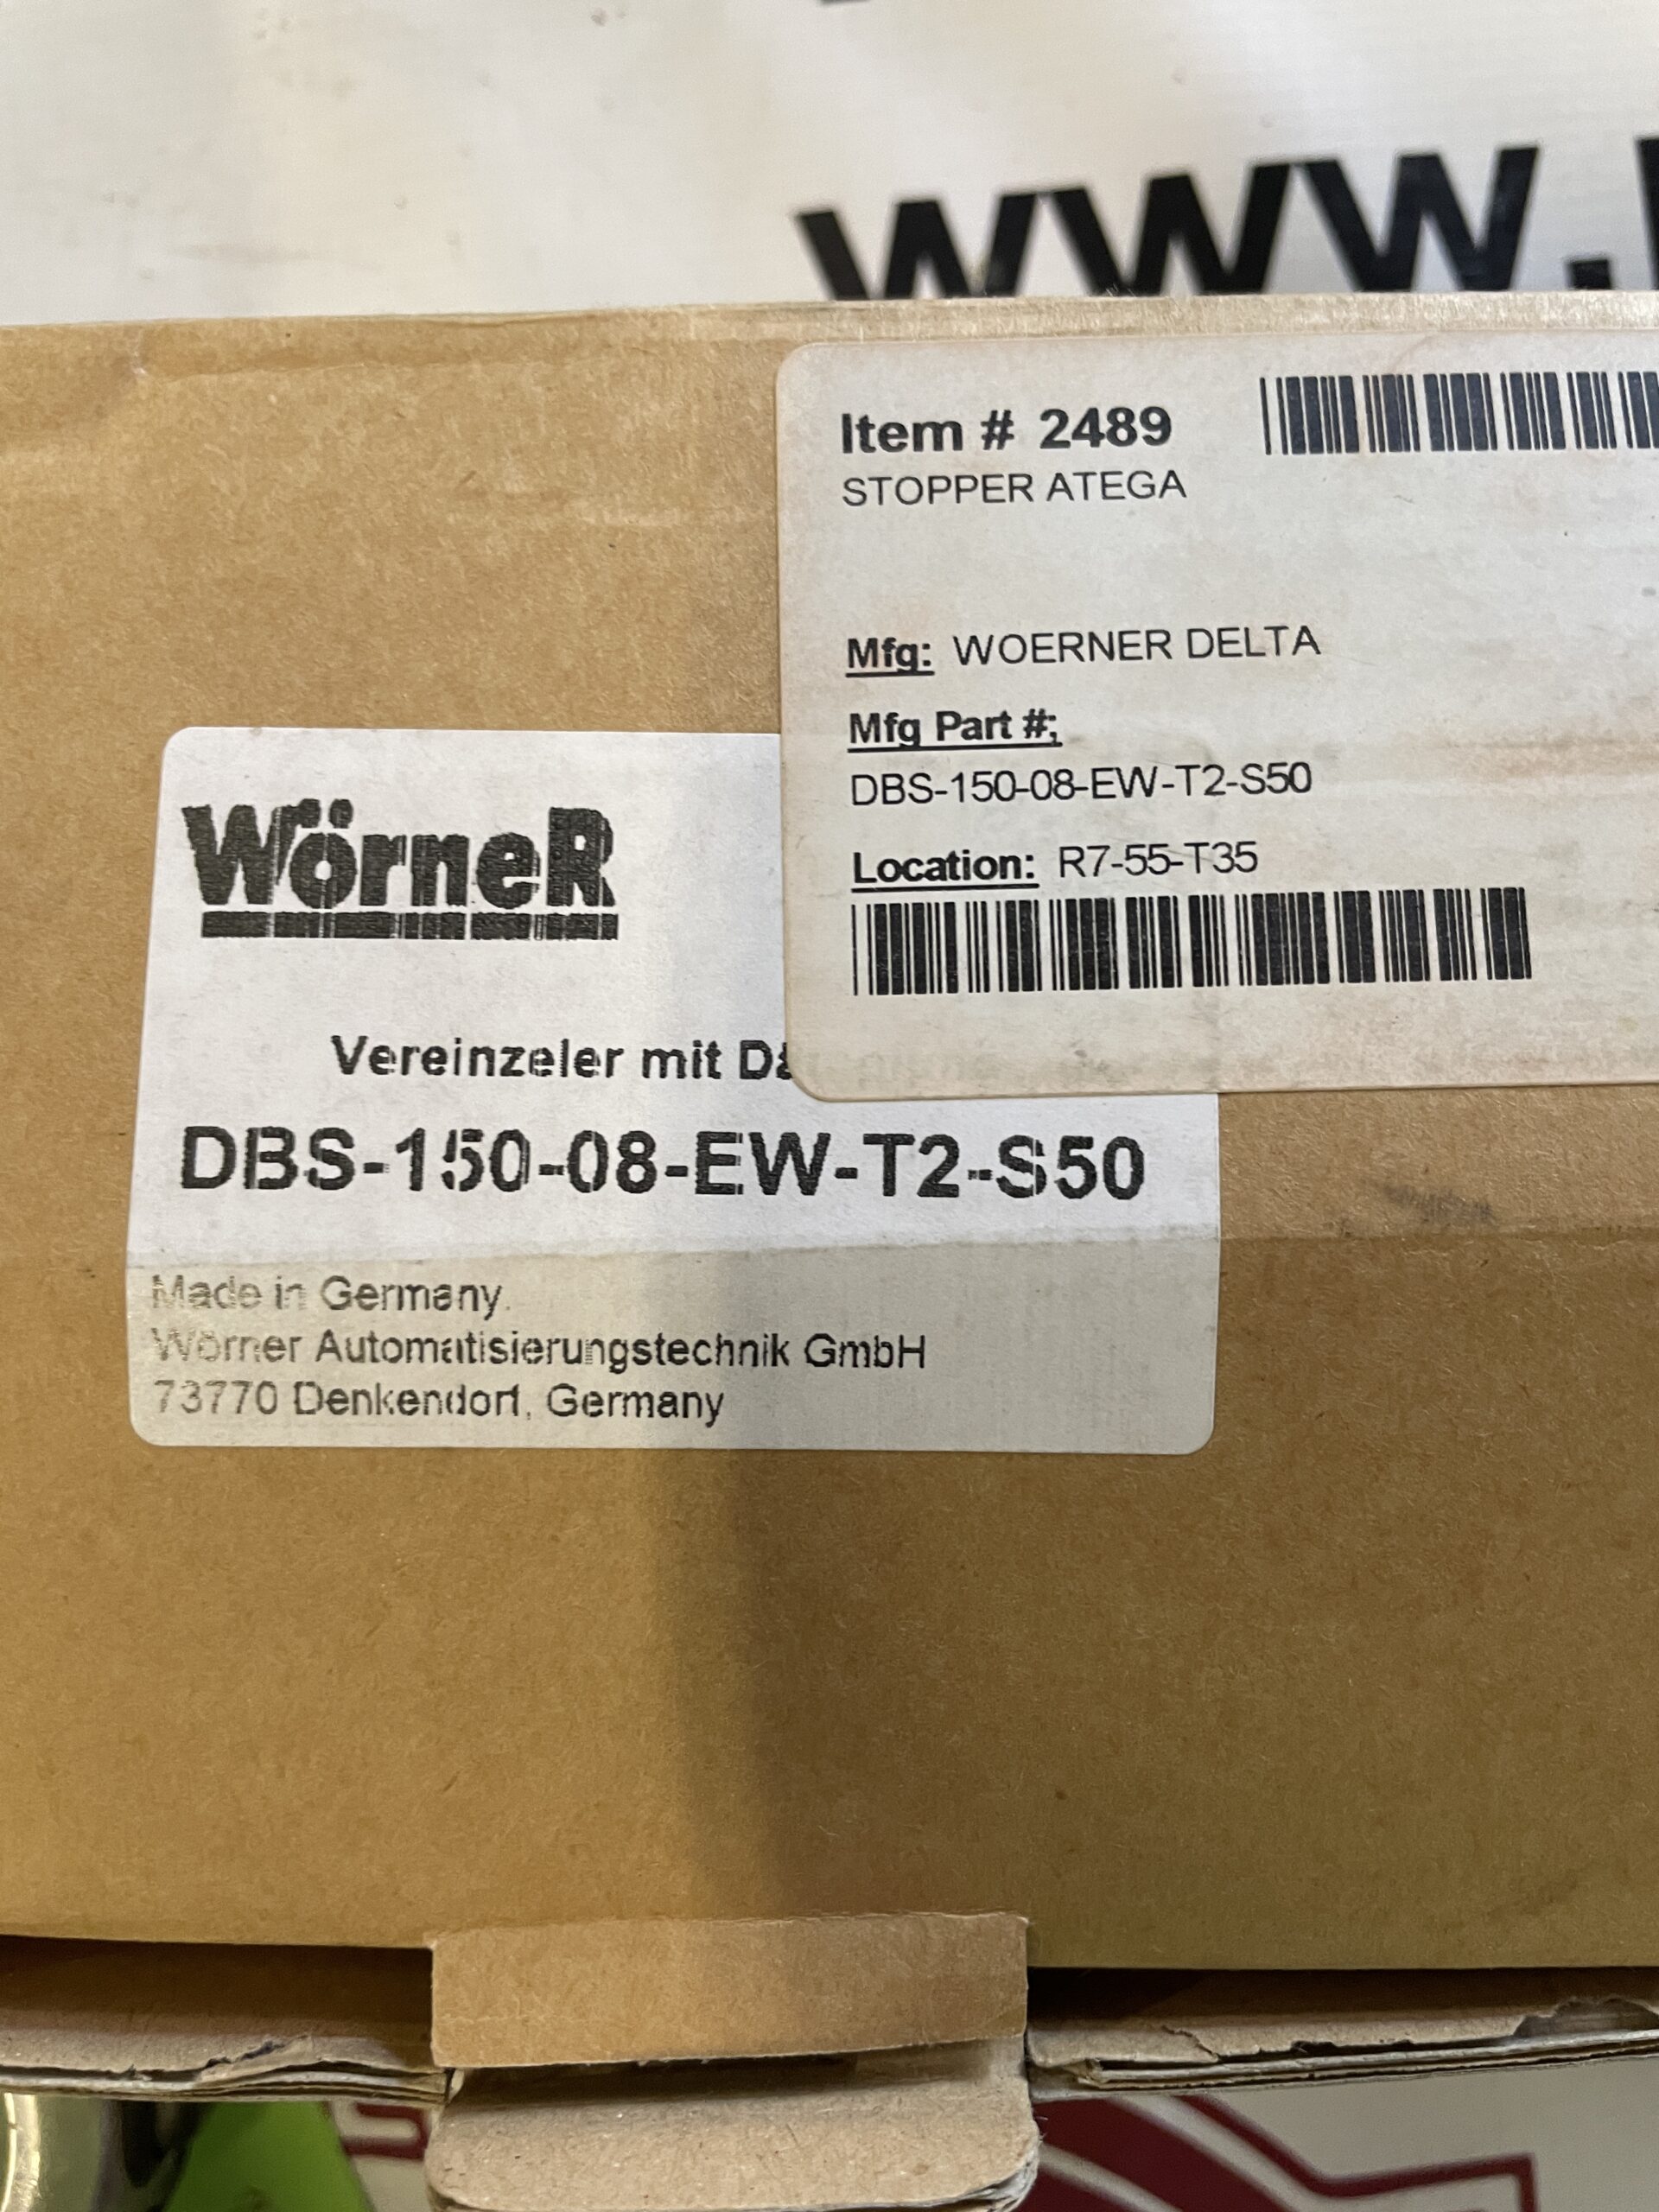 www.
Item # 2489
STOPPER ATEGA
Mfg: WOERNER DELTA
Mfg Part #;
DBS-150-08-EW-T2-S50
Location: R7-55-T35
WörneR
Vereinzeler mit
DBS-150-08-EW-T2-S50
Made in Germany.
Wörner Automatisierungstechnik GmbH
73770 Denkendorf, Germany